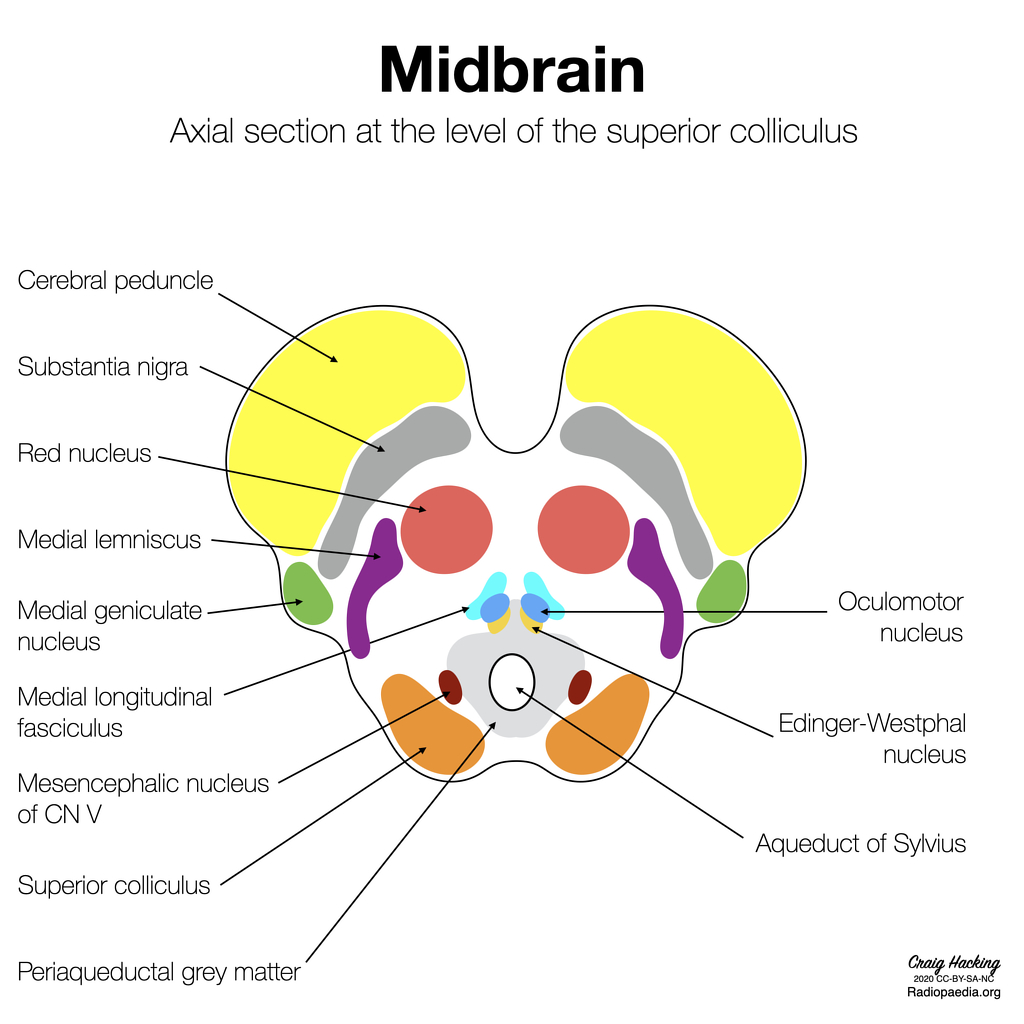 Midbrain
Axial section at the level of the superior colliculus
Cerebral peduncle
Substantia nigra
Red nucleus
Medial lemniscus
Medial geniculate
nucleus
Medial longitudinal
fasciculus
Mesencephalic nucleus
of CN V
Superior colliculus
Periaqueductal grey matter
Oculomotor
nucleus
Edinger-Westphal
nucleus
Aqueduct of Sylvius
Craig Hacking
2020 CC-BY-SA-NC
Radiopaedia.org